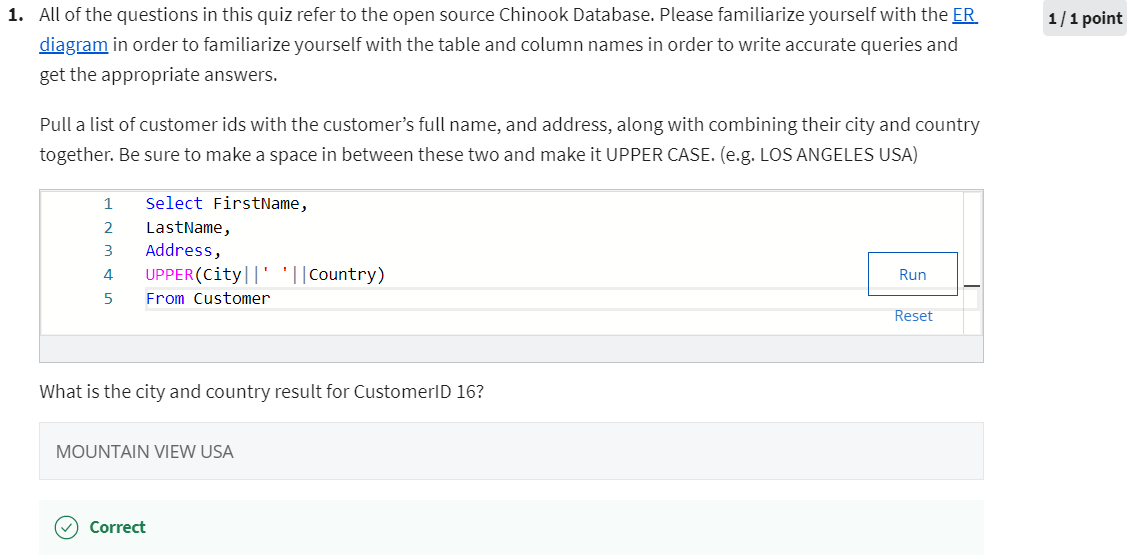 1. All of the questions in this quiz refer to the open source Chinook Database. Please familiarize yourself with the ER
1 / 1 point
diagram in order to familiarize yourself with the table and column names in order to write accurate queries and
get the appropriate answers.
Pull a list of customer ids with the customer’s full name, and address, along with combining their city and country
together. Be sure to make a space in between these two and make it UPPER CASE. (e.g. LOS ANGELES USA)
1 Select FirstName,
2 LastName,
3 Address,
4 UPPER(City||' '||Country)
5 From Customer
Run
Reset
What is the city and country result for CustomerID 16?
MOUNTAIN VIEW USA
Correct